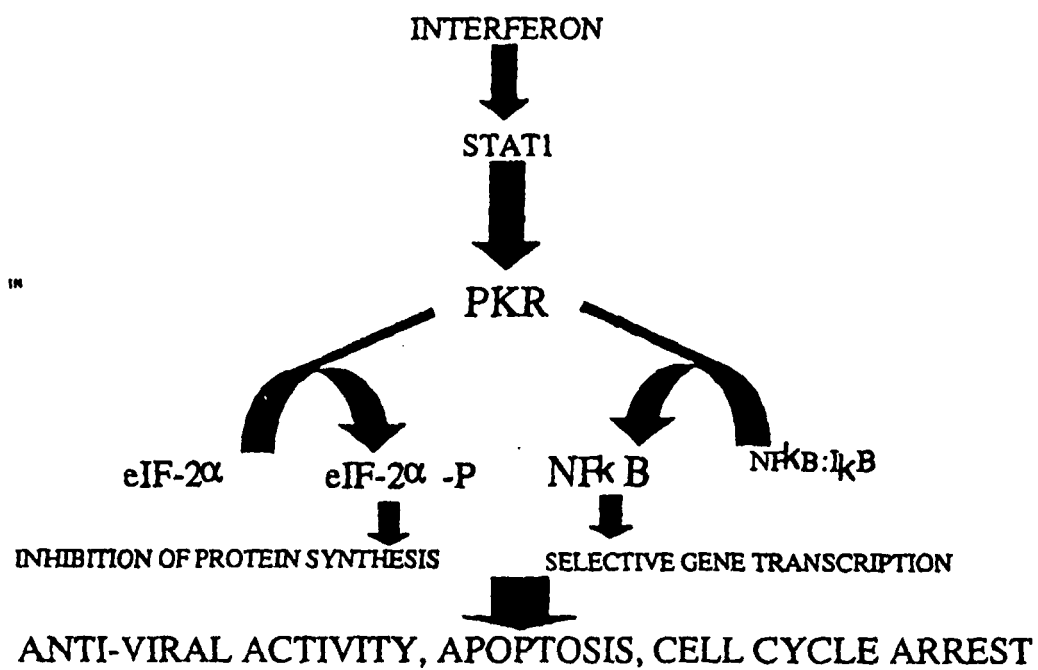 INTERFERON
STAT1
IN
PKR
eIF-2α
eIF-2α -P
NFκ B
NFκB:IκB
INHIBITION OF PROTEIN SYNTHESIS
SELECTIVE GENE TRANSCRIPTION
ANTI-VIRAL ACTIVITY, APOPTOSIS, CELL CYCLE ARREST